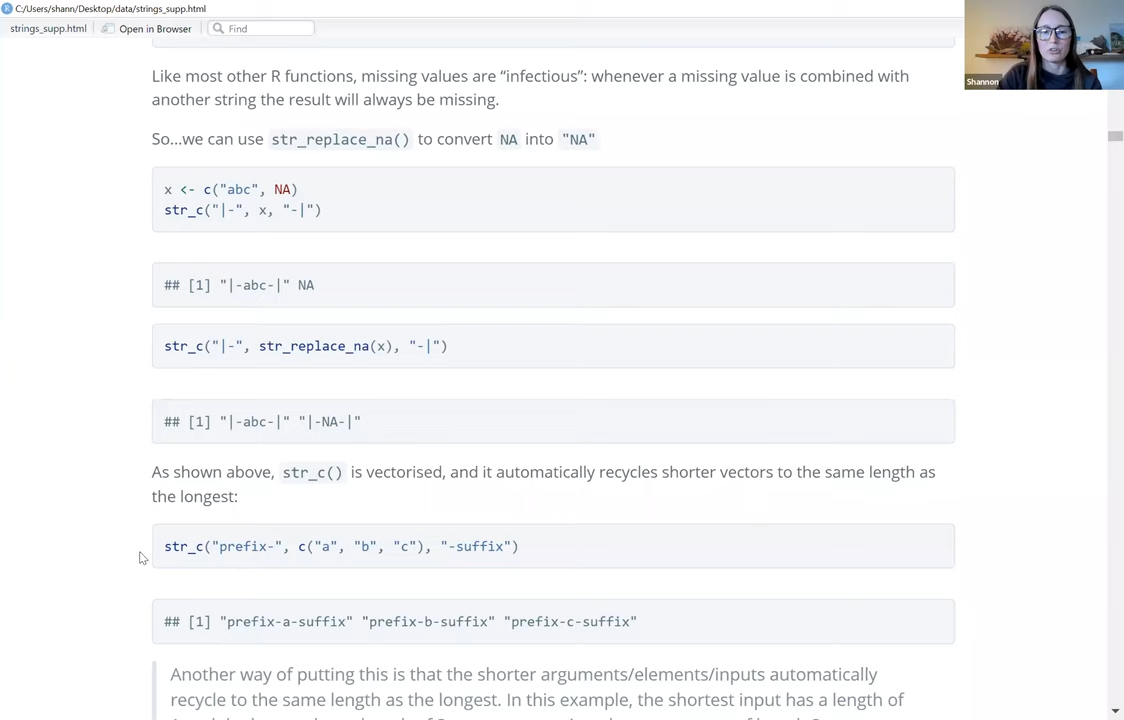 C:/Users/shann/Desktop/data/strings_supp.html
strings_supp.html
Open in Browser
Find
Shannon
Like most other R functions, missing values are “infectious”: whenever a missing value is combined with
another string the result will always be missing.
So...we can use str_replace_na() to convert NA into "NA"
x <- c("abc", NA)
str_c("|-", x, "-|")
## [1] "|-abc-|" NA
str_c("|-", str_replace_na(x), "-|")
## [1] "|-abc-|" "|-NA-|"
As shown above, str_c() is vectorised, and it automatically recycles shorter vectors to the same length as
the longest:
str_c("prefix-", c("a", "b", "c"), "-suffix")
## [1] "prefix-a-suffix" "prefix-b-suffix" "prefix-c-suffix"
Another way of putting this is that the shorter arguments/elements/inputs automatically
recycle to the same length as the longest. In this example, the shortest input has a length of